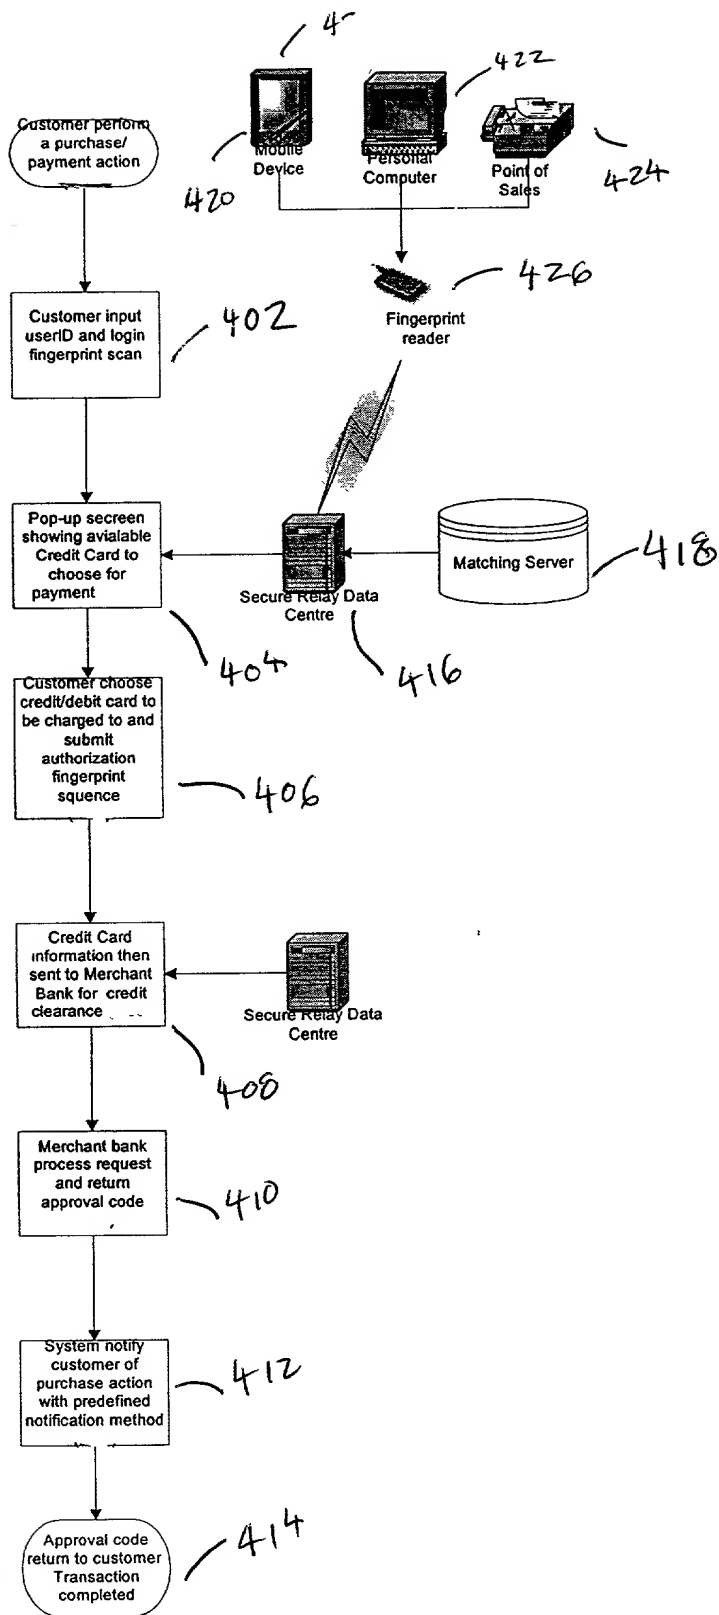 4
422
Customer perform
a purchase/
payment action
Mobile
Device
420
Personal
Computer
Point of
Sales
424
426
Fingerprint
reader
Customer input
userID and login
fingerprint scan
402
Pop-up secreen
showing avialable
Credit Card to
choose for
payment
404
Secure Relay Data
Centre
416
Matching Server
418
Customer choose
credit/debit card to
be charged to and
submit
authorization
fingerprint
squence
406
Credit Card
information then
sent to Merchant
Bank for credit
clearance
408
Secure Relay Data
Centre
Merchant bank
process request
and return
approval code
410
System notify
customer of
purchase action
with predefined
notification method
412
Approval code
return to customer
Transaction
completed
414